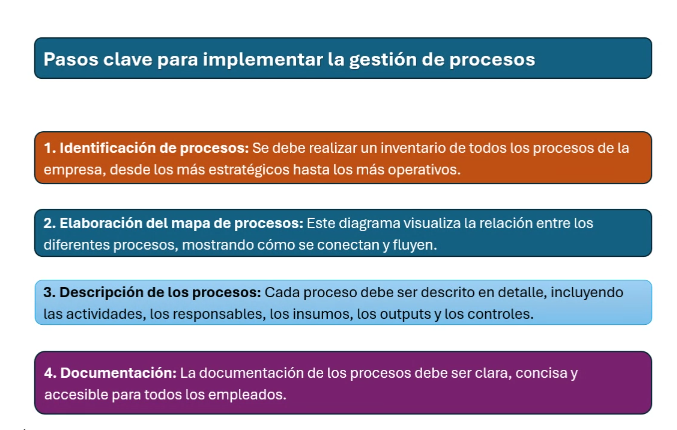 Pasos clave para implementar la gestión de procesos
1. Identificación de procesos: Se debe realizar un inventario de todos los procesos de la
empresa, desde los más estratégicos hasta los más operativos.
2. Elaboración del mapa de procesos: Este diagrama visualiza la relación entre los
diferentes procesos, mostrando cómo se conectan y fluyen.
3. Descripción de los procesos: Cada proceso debe ser descrito en detalle, incluyendo
las actividades, los responsables, los insumos, los outputs y los controles.
4. Documentación: La documentación de los procesos debe ser clara, concisa y
accesible para todos los empleados.